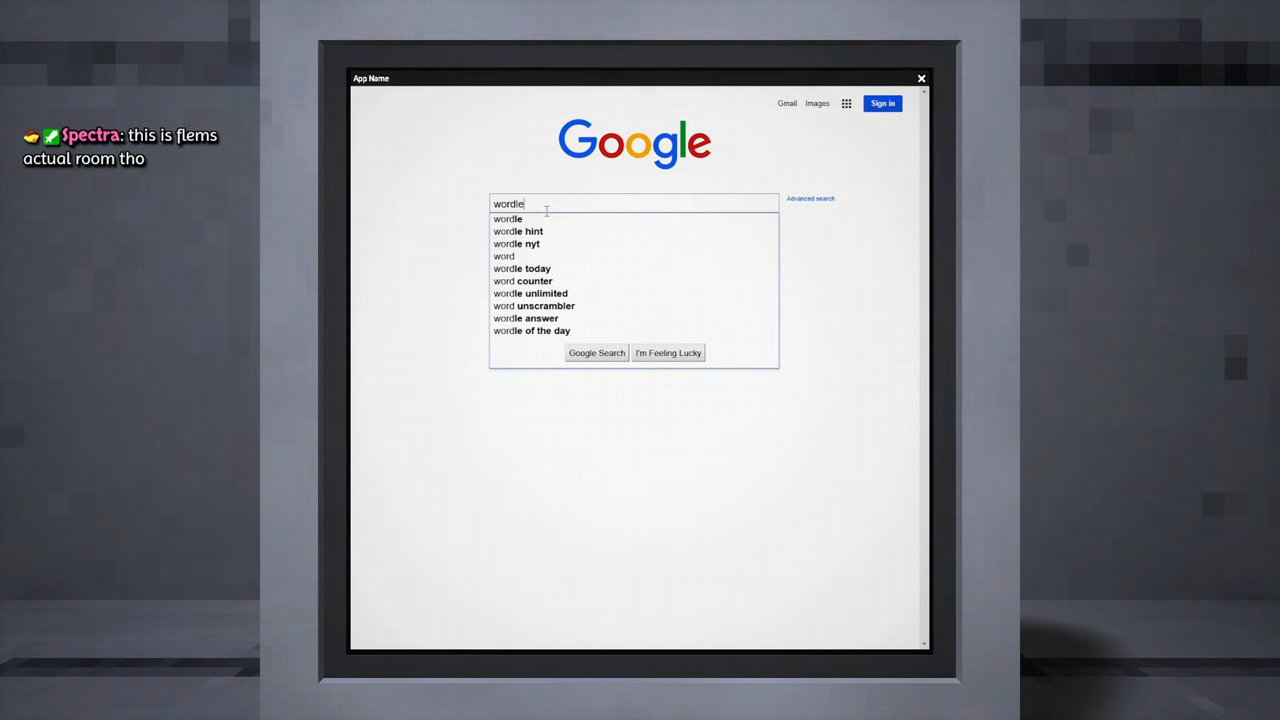 App Name
Gmail Images Sign in
Google
Spectra: this is flems
actual room tho
wordle
Advanced search
wordle
wordle hint
wordle nyt
word
wordle today
word counter
wordle unlimited
word unscrambler
wordle answer
wordle of the day
Google Search I'm Feeling Lucky